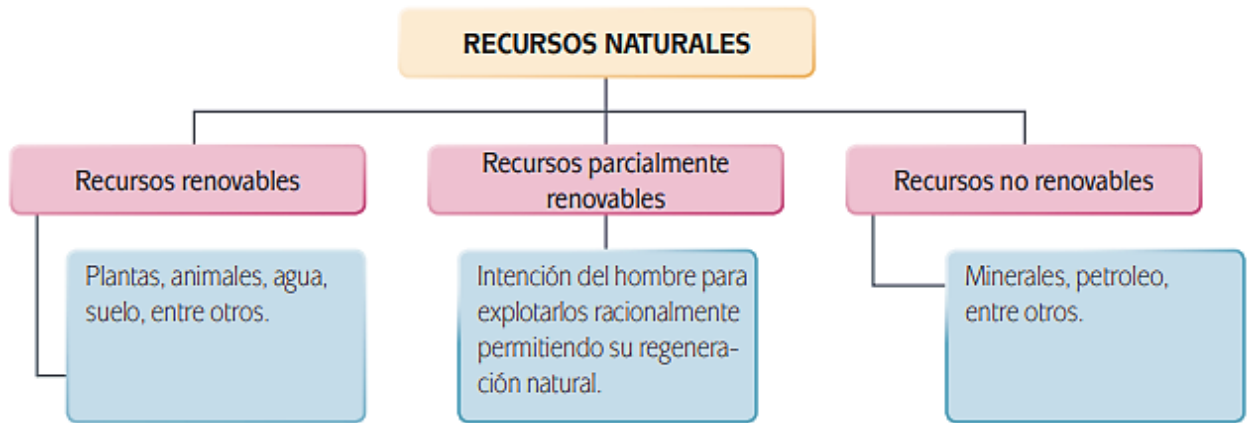 RECURSOS NATURALES
Recursos renovables
Recursos parcialmente
renovables
Recursos no renovables
Plantas, animales, agua,
suelo, entre otros.
Intención del hombre para
explotarlos racionalmente
permitiendo su regenera-
ción natural.
Minerales, petroleo,
entre otros.